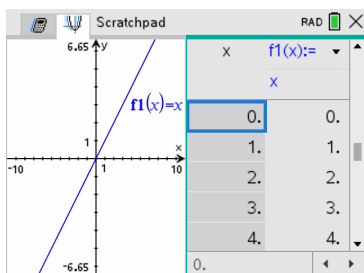 Scratchpad RAD
6.65 y
f1(x)=x
1
x
-10 1 10
-6.65
x f1(x):=
x
0. 0.
1. 1.
2. 2.
3. 3.
4. 4.
0.